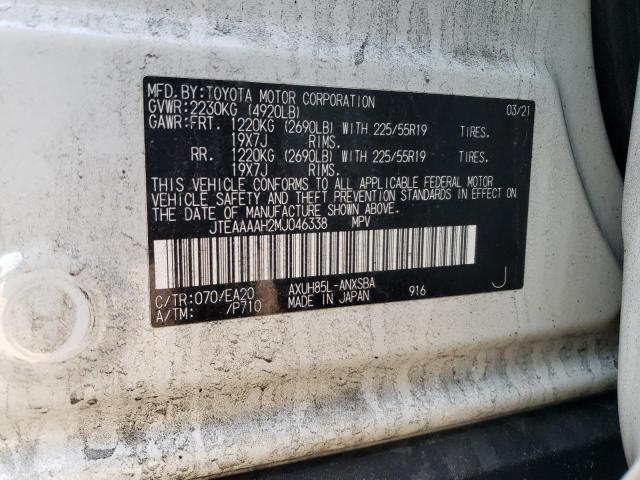 MFD.BY:TOYOTA MOTOR CORPORATION 03/21
GVWR:2230KG (4920LB)
GAWR:FRT. 1220KG (2690LB) WITH 225/55R19 TIRES.
19X7J RIMS.
RR. 1220KG (2690LB) WITH 225/55R19 TIRES.
19X7J RIMS.
THIS VEHICLE CONFORMS TO ALL APPLICABLE FEDERAL MOTOR
VEHICLE SAFETY AND THEFT PREVENTION STANDARDS IN EFFECT ON
THE DATE OF MANUFACTURE SHOWN ABOVE.
JTEAAAAH2MJ046338 MPV
C/TR:070/EA20 AXUH85L-ANXSBA
A/TM: /P710 MADE IN JAPAN 916 J